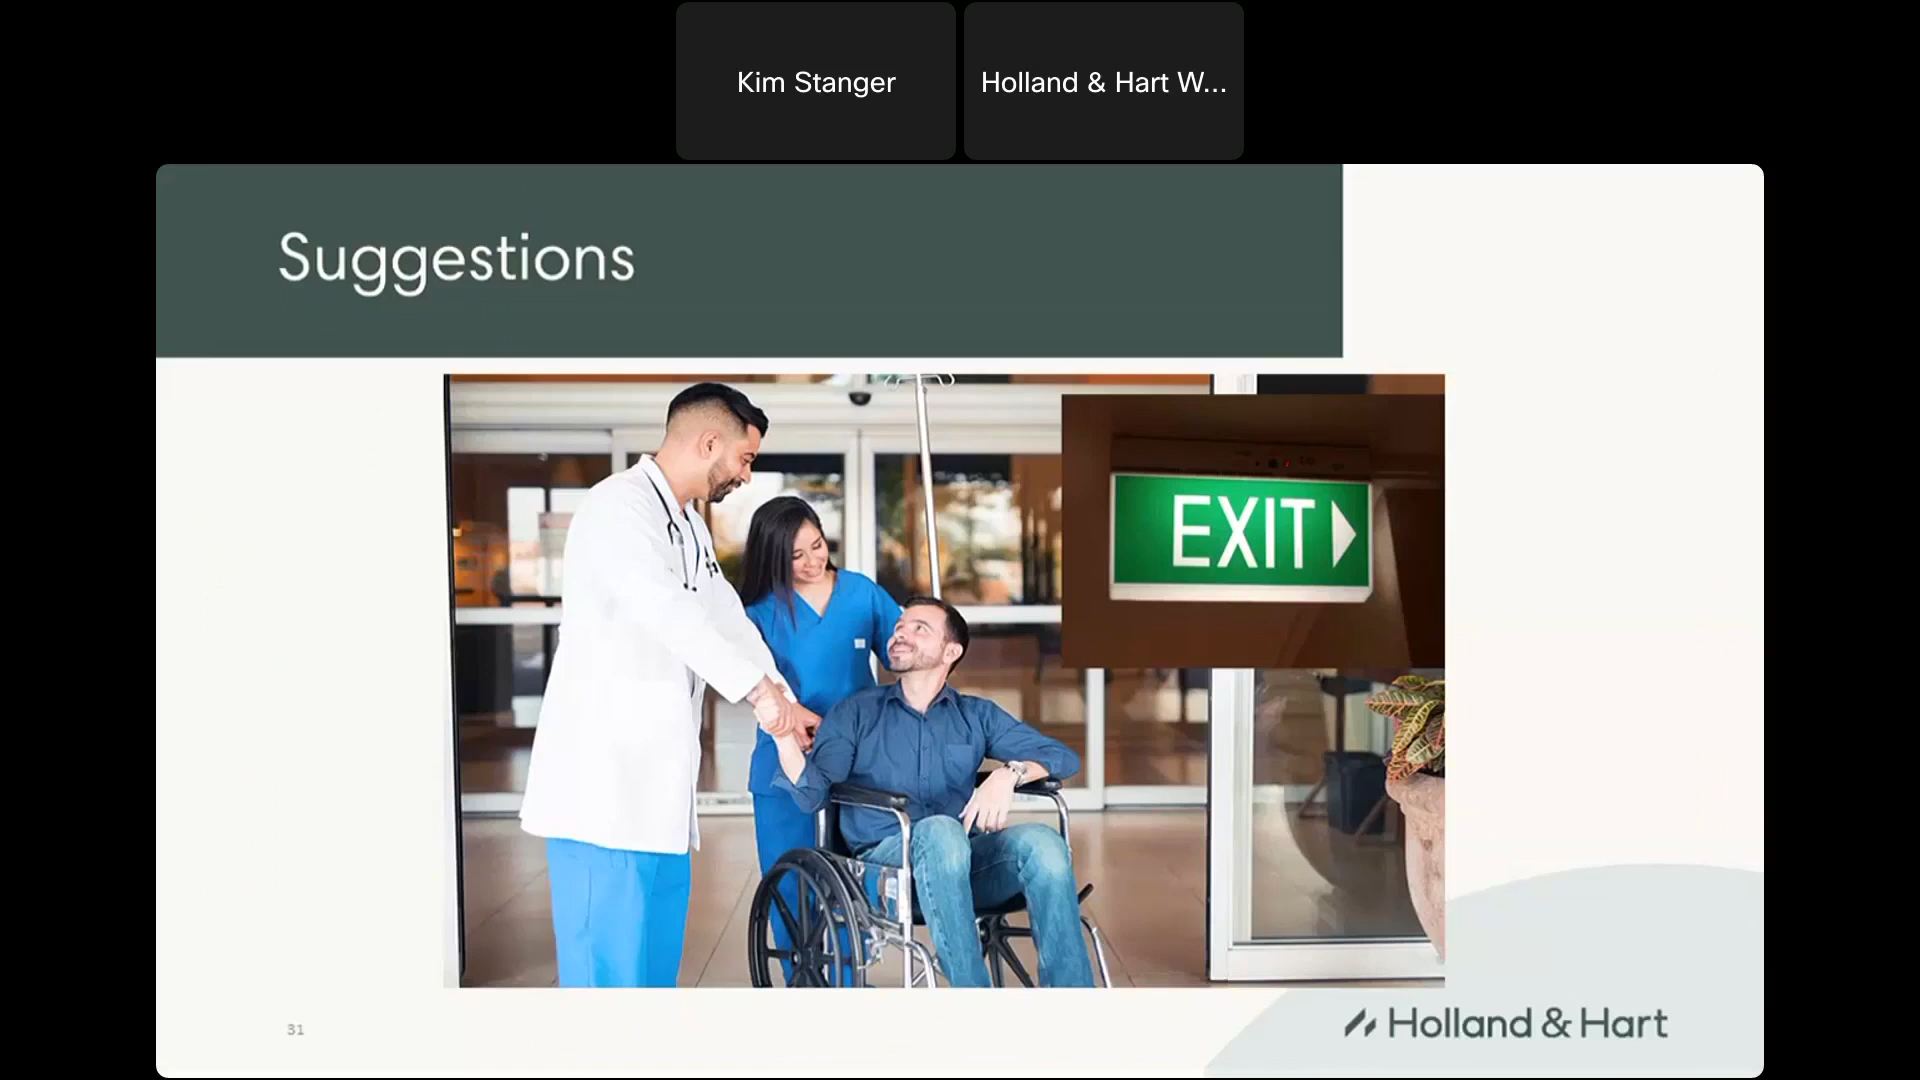 Kim Stanger
Holland & Hart W...
Suggestions
EXIT
31
Holland & Hart